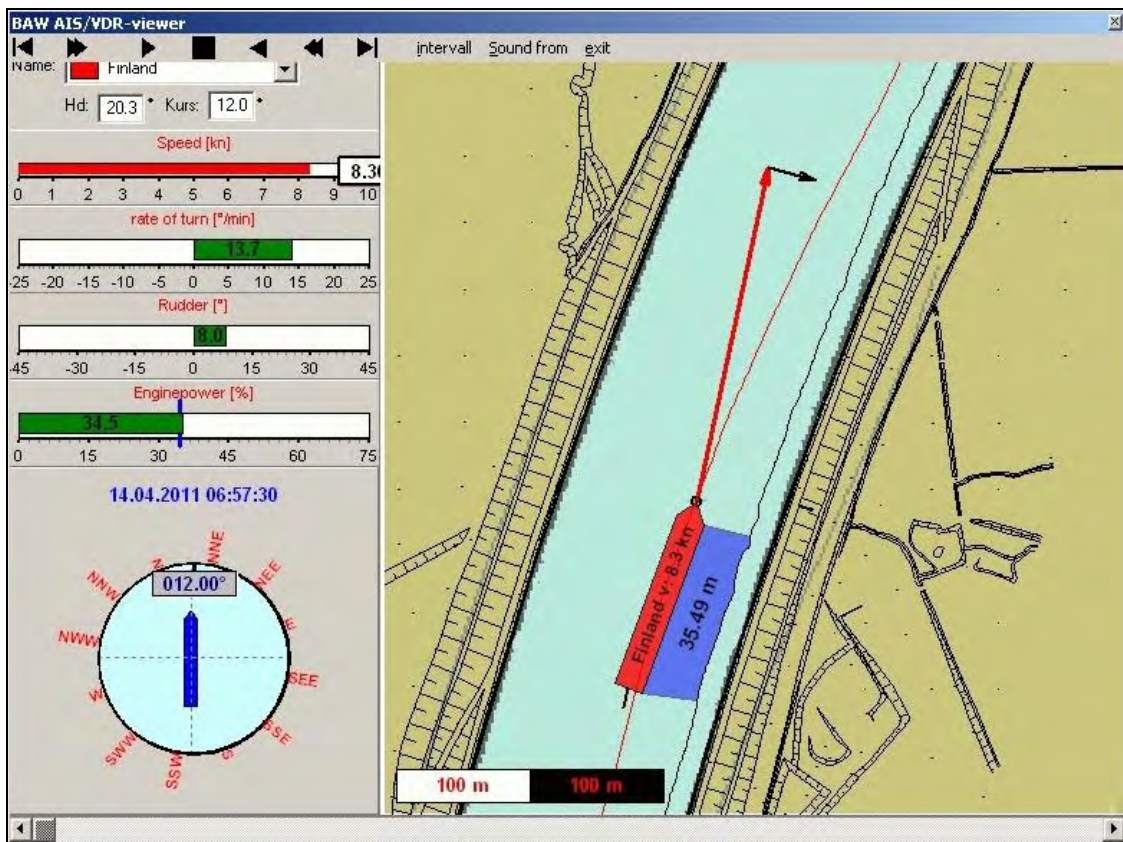 BAW AIS/VDR-viewer
intervall Sound from exit
Name: Finland
Hd: 20.3 ° Kurs: 12.0 °
Speed [kn]
8.30
0 1 2 3 4 5 6 7 8 9 10
rate of turn [°/min]
13.7
-25 -20 -15 -10 -5 0 5 10 15 20 25
Rudder [°]
8.0
-45 -30 -15 0 15 30 45
Enginepower [%]
34.5
0 15 30 45 60 75
14.04.2011 06:57:30
NNE
NEE
E
SEE
SSE
S
SSW
SWW
W
NWW
NNW
N
012.00°
Finland v: 8.3 kn
35.49 m
100 m 100 m